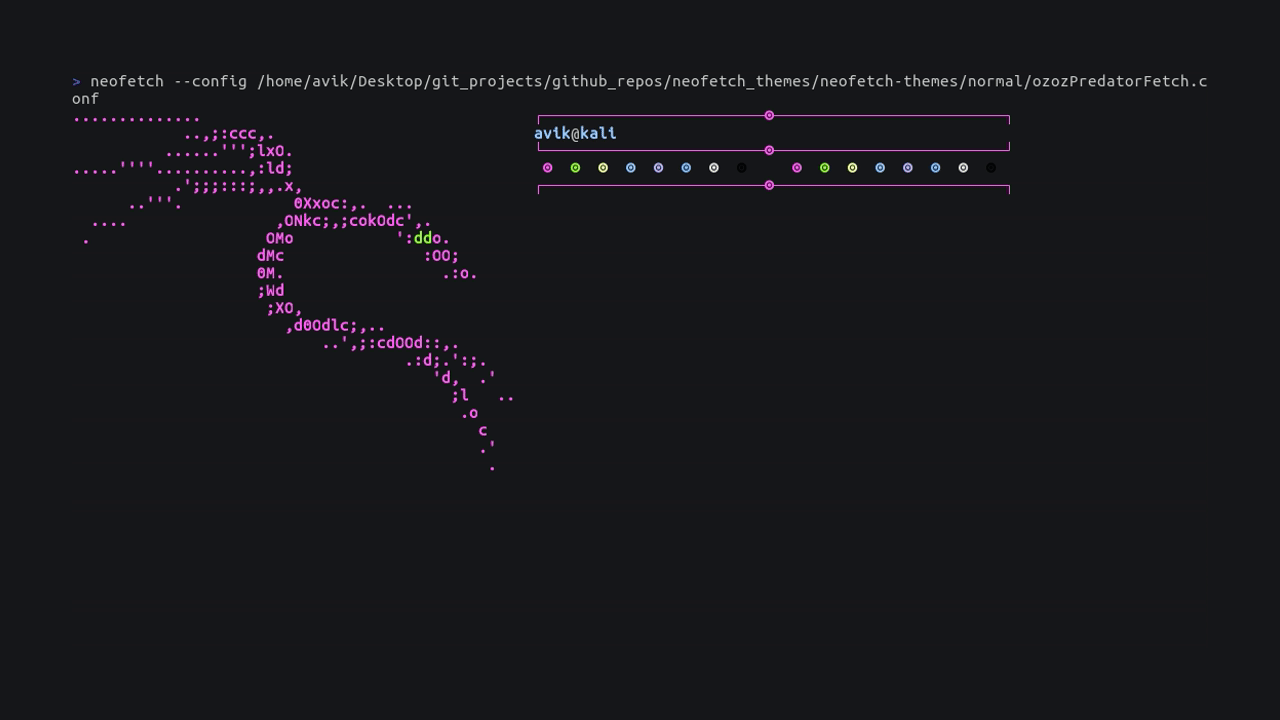 > neofetch --config /home/avik/Desktop/git_projects/github_repos/neofetch_themes/neofetch-themes/normal/ozozPredatorFetch.c
onf
..............
            ..,;:ccc,.
          ......''';lxO.
.....''''..........,:ld;
           .';;;:::;,,.x,
      ..'''.            0Xxoc:,.  ...
  ....                ,ONkc;,;cokOdc',.
 .                   OMo           ':ddo.
                    dMc               :OO;
                    0M.                 .:o.
                    ;Wd
                     ;XO,
                       ,d0Odlc;,..
                           ..',;:cdOOd::,.
                                    .:d;.':;.
                                       'd,  .'
                                         ;l   ..
                                          .o
                                            c
                                            .'
                                             .
avik@kali